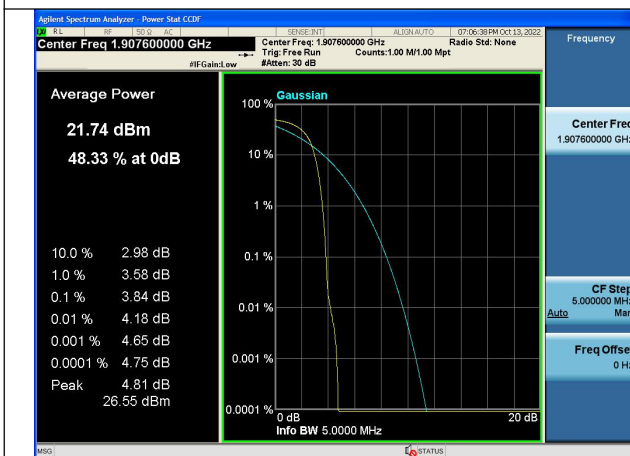 Agilent Spectrum Analyzer - Power Stat CCDF
LXI RL RF 50 Ω AC SENSE:INT ALIGN AUTO 07:06:38 PM Oct 13, 2022
Center Freq 1.907600000 GHz
Center Freq: 1.907600000 GHz Radio Std: None
Trig: Free Run Counts:1.00 M/1.00 Mpt
#IFGain:Low #Atten: 30 dB
Frequency
Average Power
21.74 dBm
48.33 % at 0dB
10.0 % 2.98 dB
1.0 % 3.58 dB
0.1 % 3.84 dB
0.01 % 4.18 dB
0.001 % 4.65 dB
0.0001 % 4.75 dB
Peak 4.81 dB
26.55 dBm
Gaussian
100 %
10 %
1 %
0.1 %
0.01 %
0.001 %
0.0001 %
0 dB 20 dB
Info BW 5.0000 MHz
Center Freq
1.907600000 GHz
CF Step
5.000000 MHz
Auto Man
Freq Offse
0 Hz
MSG STATUS